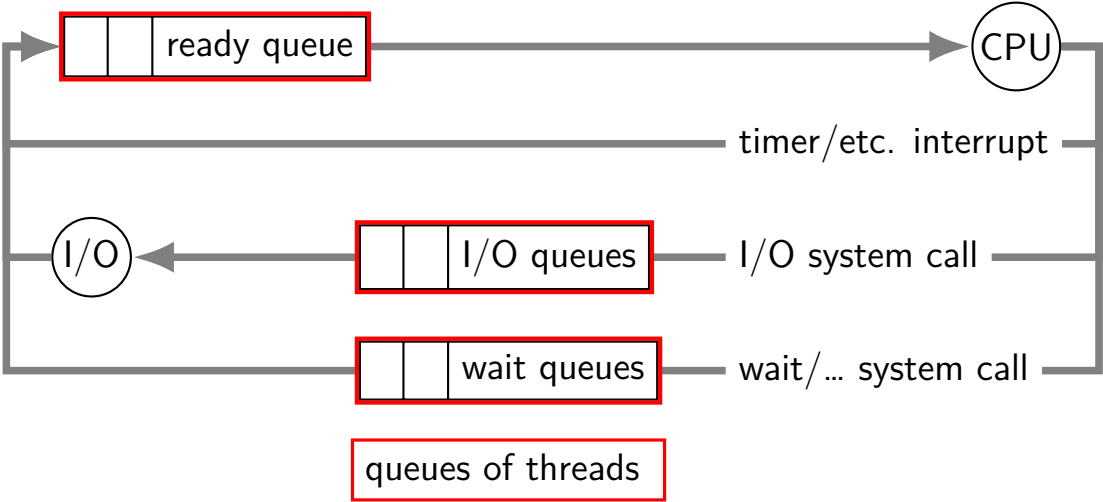 ready queue
CPU
timer/etc. interrupt
I/O
I/O queues
I/O system call
wait queues
wait/… system call
queues of threads